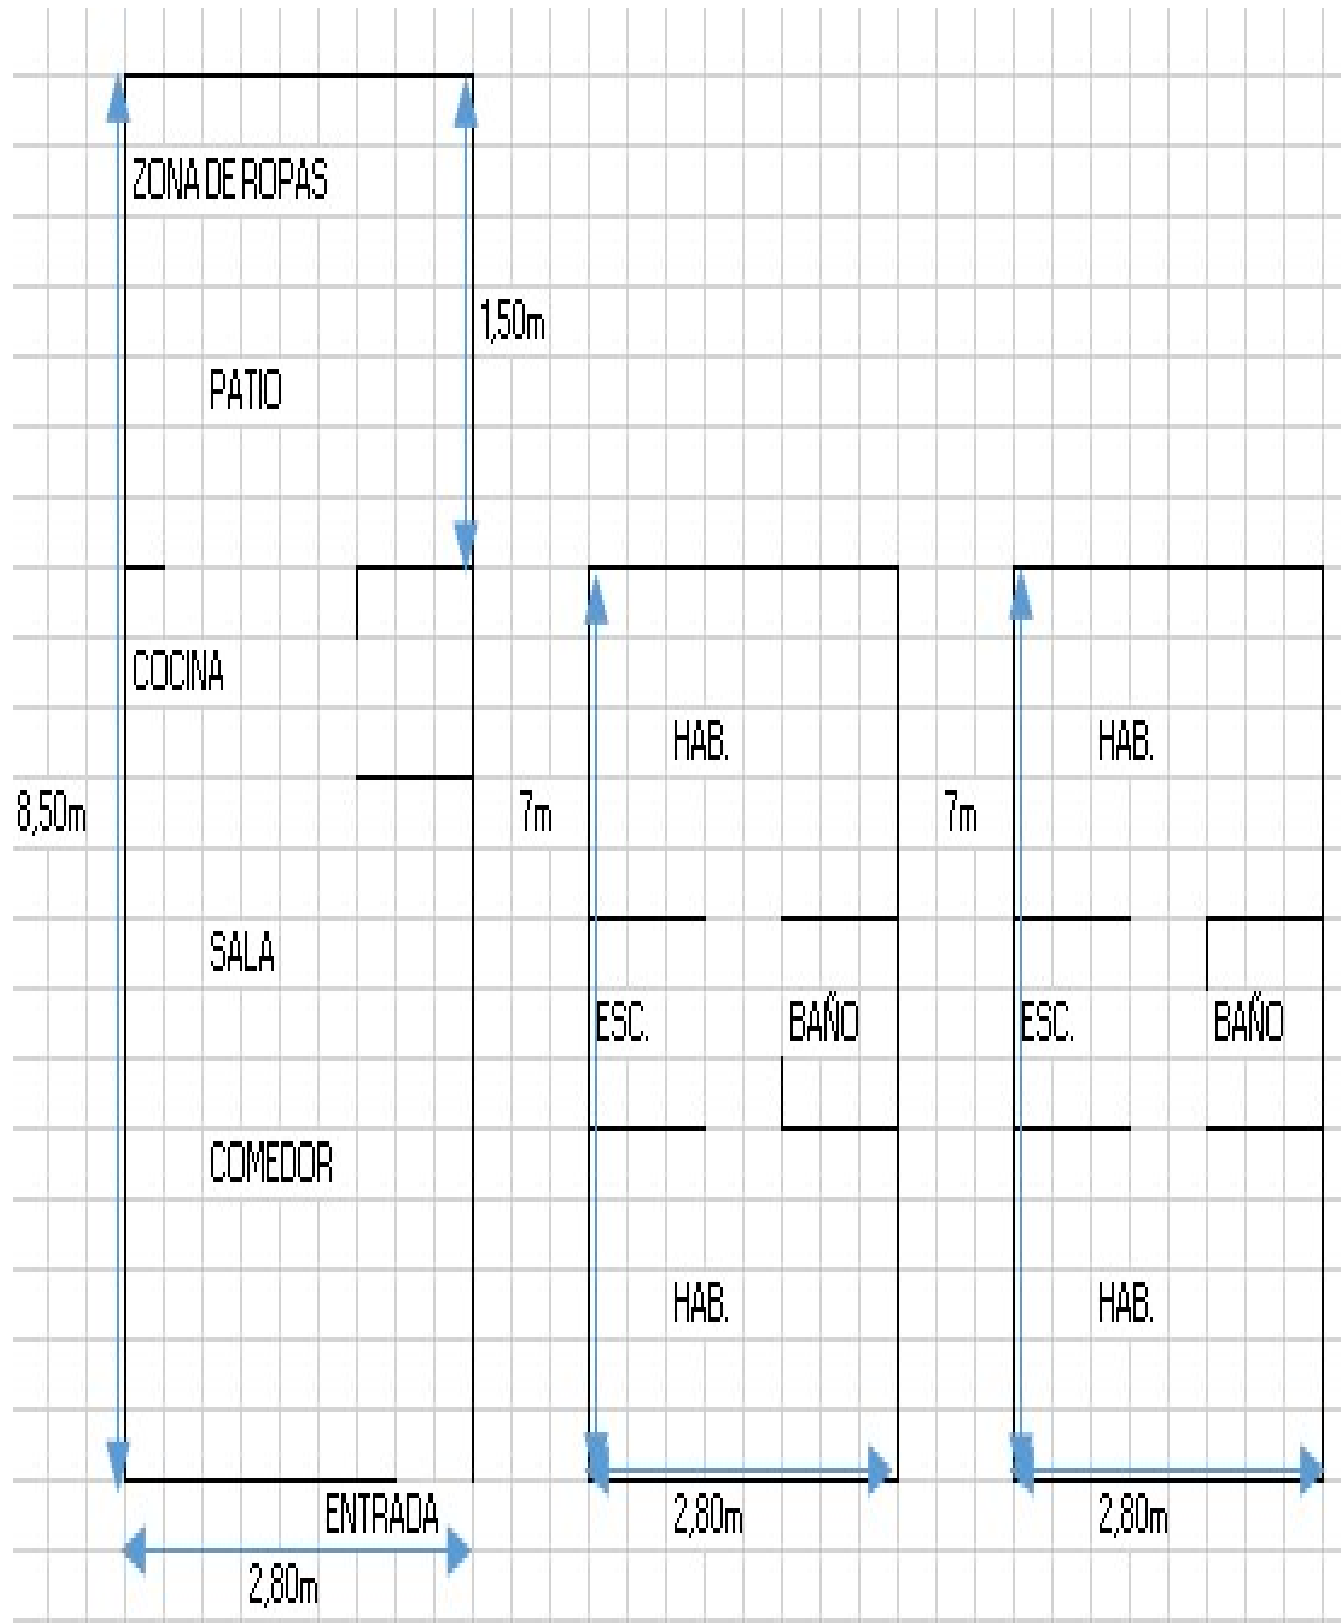 ZONA DE ROPAS
1,50m
PATIO
COCINA
8,50m
SALA
COMEDOR
ENTRADA
2,80m
7m
HAB.
ESC.
BAÑO
HAB.
2,80m
7m
HAB.
ESC.
BAÑO
HAB.
2,80m